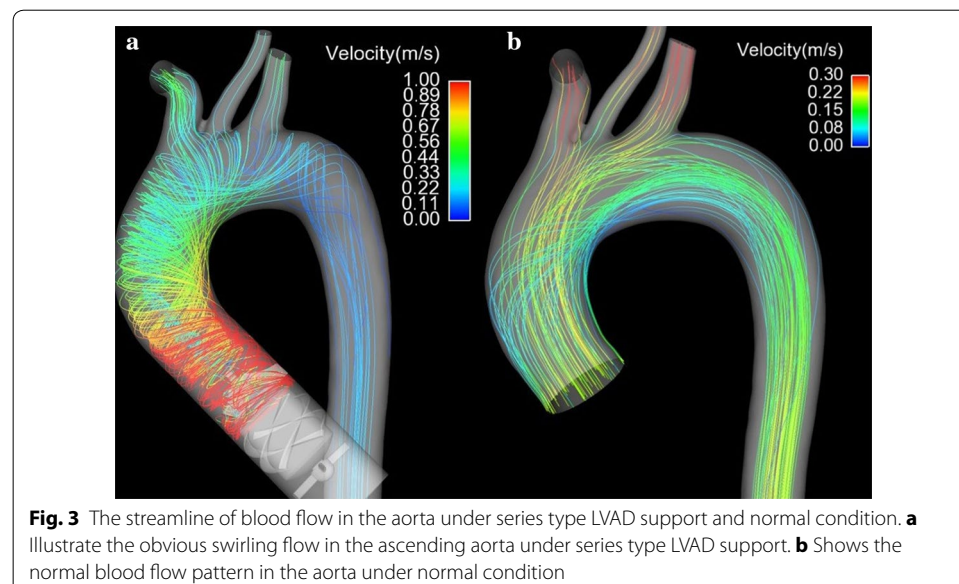 a
Velocity(m/s)
1.00
0.89
0.78
0.67
0.56
0.44
0.33
0.22
0.11
0.00
b
Velocity(m/s)
0.30
0.22
0.15
0.08
0.00
Fig. 3 The streamline of blood flow in the aorta under series type LVAD support and normal condition. a
Illustrate the obvious swirling flow in the ascending aorta under series type LVAD support. b Shows the
normal blood flow pattern in the aorta under normal condition